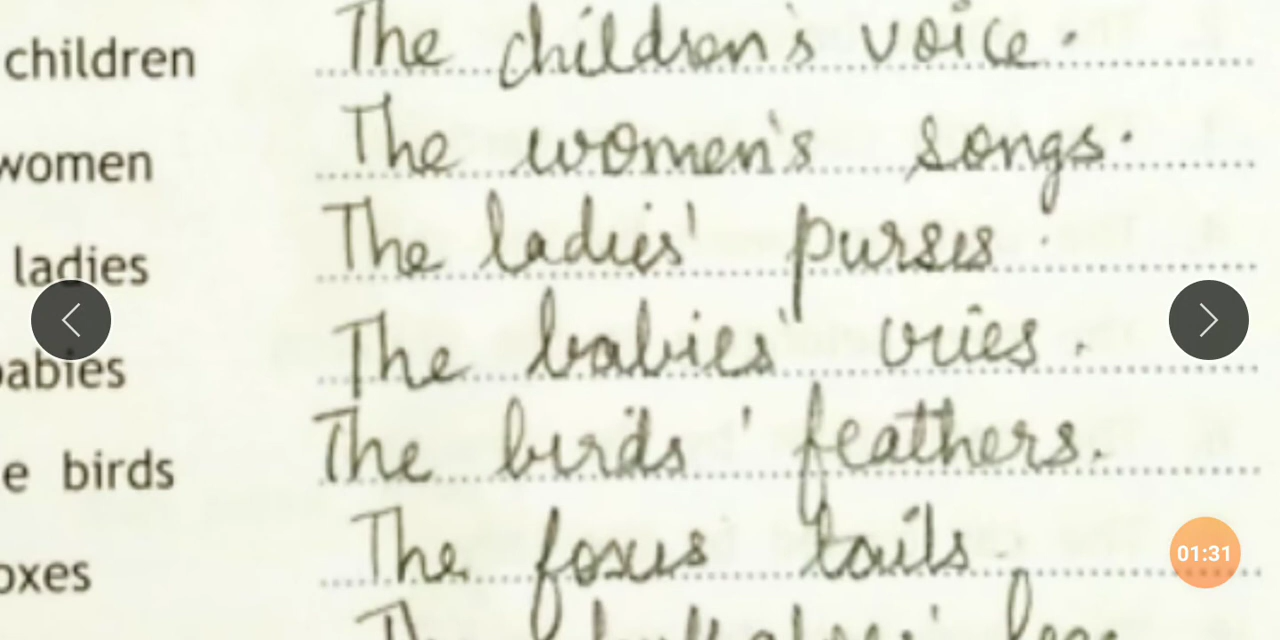 children The children's voice.
women The women's songs.
ladies The ladies' purses.
babies The babies' cries.
e birds The birds' feathers.
oxes The foxes tails.
The
01:31